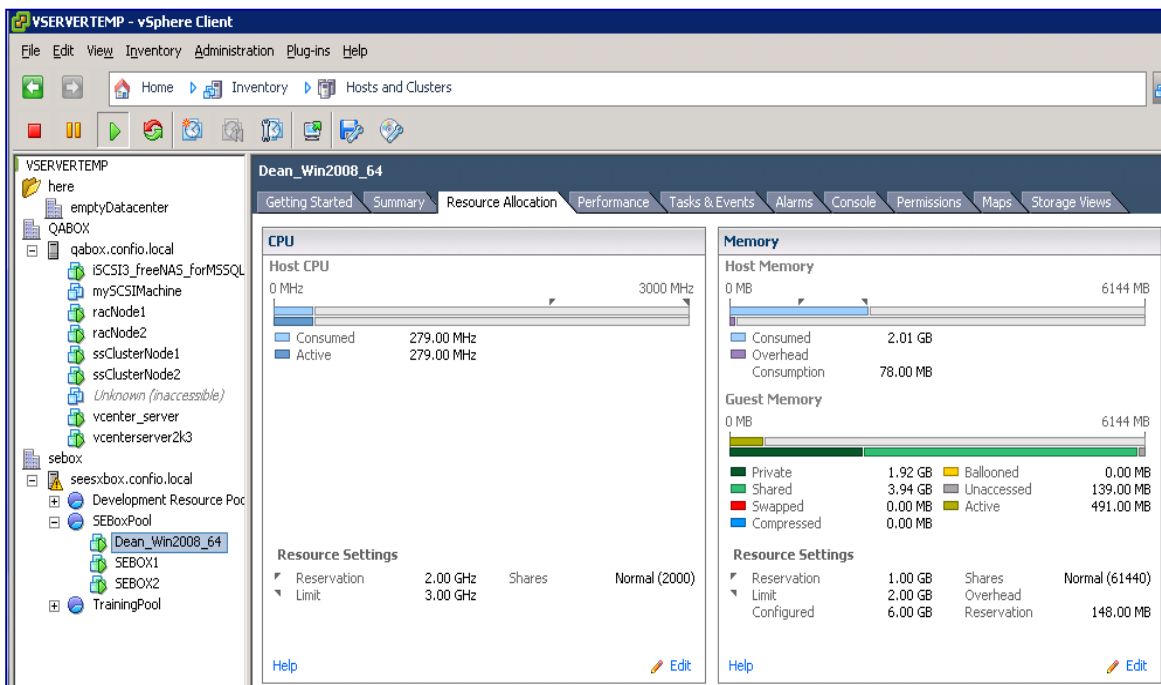 VSERVERTEMP - vSphere Client
File Edit View Inventory Administration Plug-ins Help
Home Inventory Hosts and Clusters
VSERVERTEMP
here
emptyDatacenter
QABOX
qabox.confio.local
iSCSI3_freeNAS_forMSSQL
mySCSIMachine
racNode1
racNode2
ssClusterNode1
ssClusterNode2
Unknown (inaccessible)
vcenter_server
vcenterserver2k3
sebox
seesxbox.confio.local
Development Resource Poo
SEBoxPool
Dean_Win2008_64
SEBOX1
SEBOX2
TrainingPool
Dean_Win2008_64
Getting Started Summary Resource Allocation Performance Tasks & Events Alarms Console Permissions Maps Storage Views
CPU
Host CPU
0 MHz 3000 MHz
Consumed 279.00 MHz
Active 279.00 MHz
Resource Settings
Reservation 2.00 GHz Shares Normal (2000)
Limit 3.00 GHz
Help Edit
Memory
Host Memory
0 MB 6144 MB
Consumed 2.01 GB
Overhead
Consumption 78.00 MB
Guest Memory
0 MB 6144 MB
Private 1.92 GB Ballooned 0.00 MB
Shared 3.94 GB Unaccessed 139.00 MB
Swapped 0.00 MB Active 491.00 MB
Compressed 0.00 MB
Resource Settings
Reservation 1.00 GB Shares Normal (61440)
Limit 2.00 GB Overhead
Configured 6.00 GB Reservation 148.00 MB
Help Edit